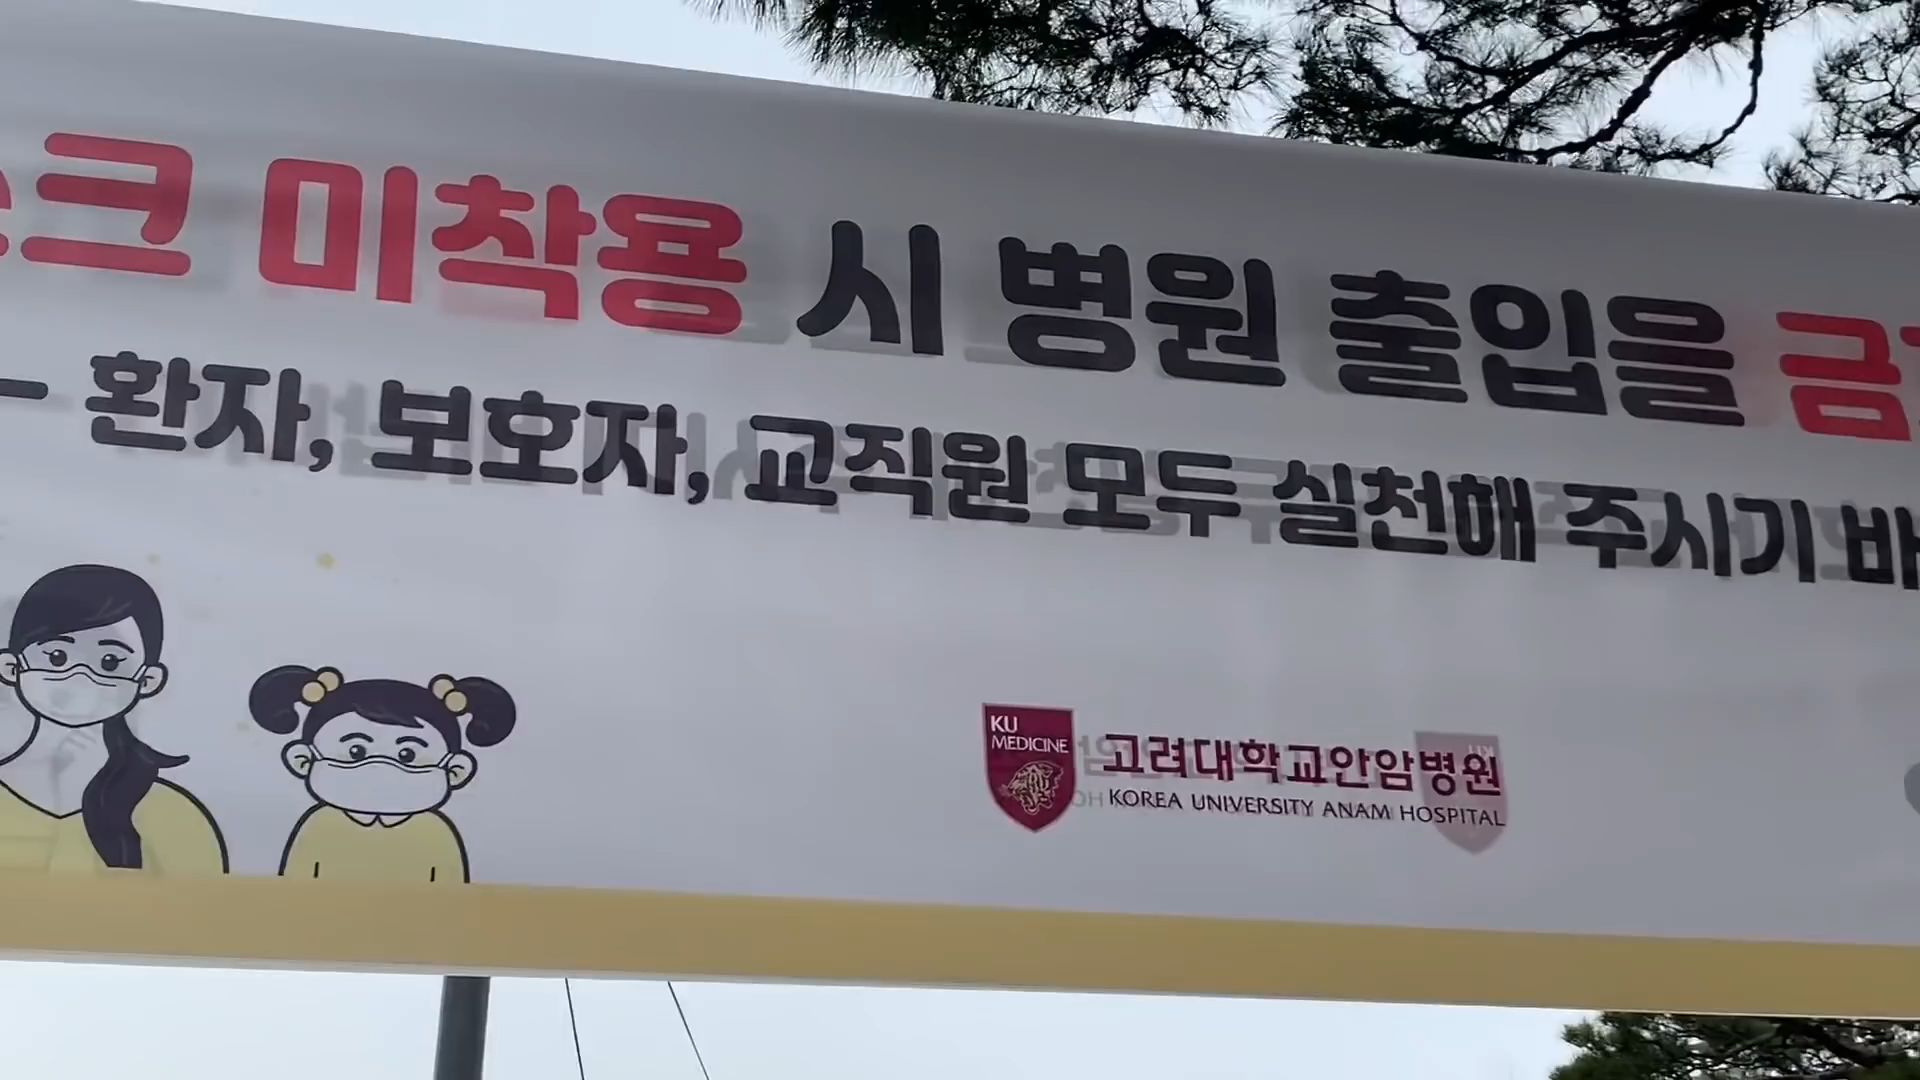 스크 미착용 시 병원 출입을 금
- 환자, 보호자, 교직원 모두 실천해 주시기 바
KU
MEDICINE
고려대학교안암병원
KOREA UNIVERSITY ANAM HOSPITAL